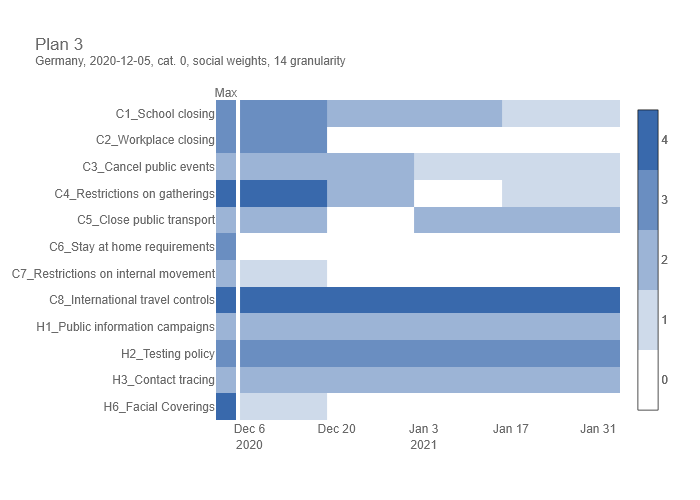 Plan 3
Germany, 2020-12-05, cat. 0, social weights, 14 granularity
Max
C1_School closing
C2_Workplace closing
C3_Cancel public events
C4_Restrictions on gatherings
C5_Close public transport
C6_Stay at home requirements
C7_Restrictions on internal movement
C8_International travel controls
H1_Public information campaigns
H2_Testing policy
H3_Contact tracing
H6_Facial Coverings
Dec 6 Dec 20 Jan 3 Jan 17 Jan 31
2020 2021
4
3
2
1
0